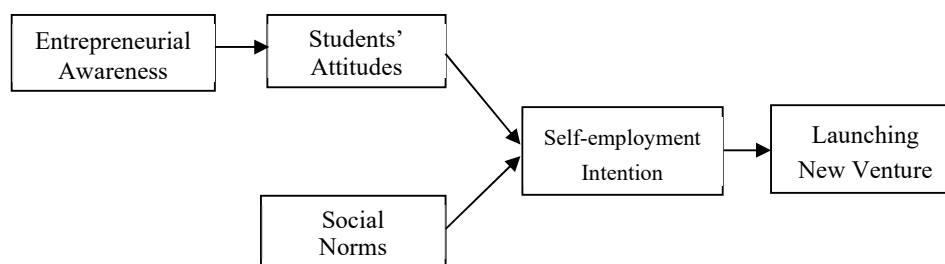 Entrepreneurial
Awareness
Students’
Attitudes
Self-employment
Intention
Launching
New Venture
Social
Norms